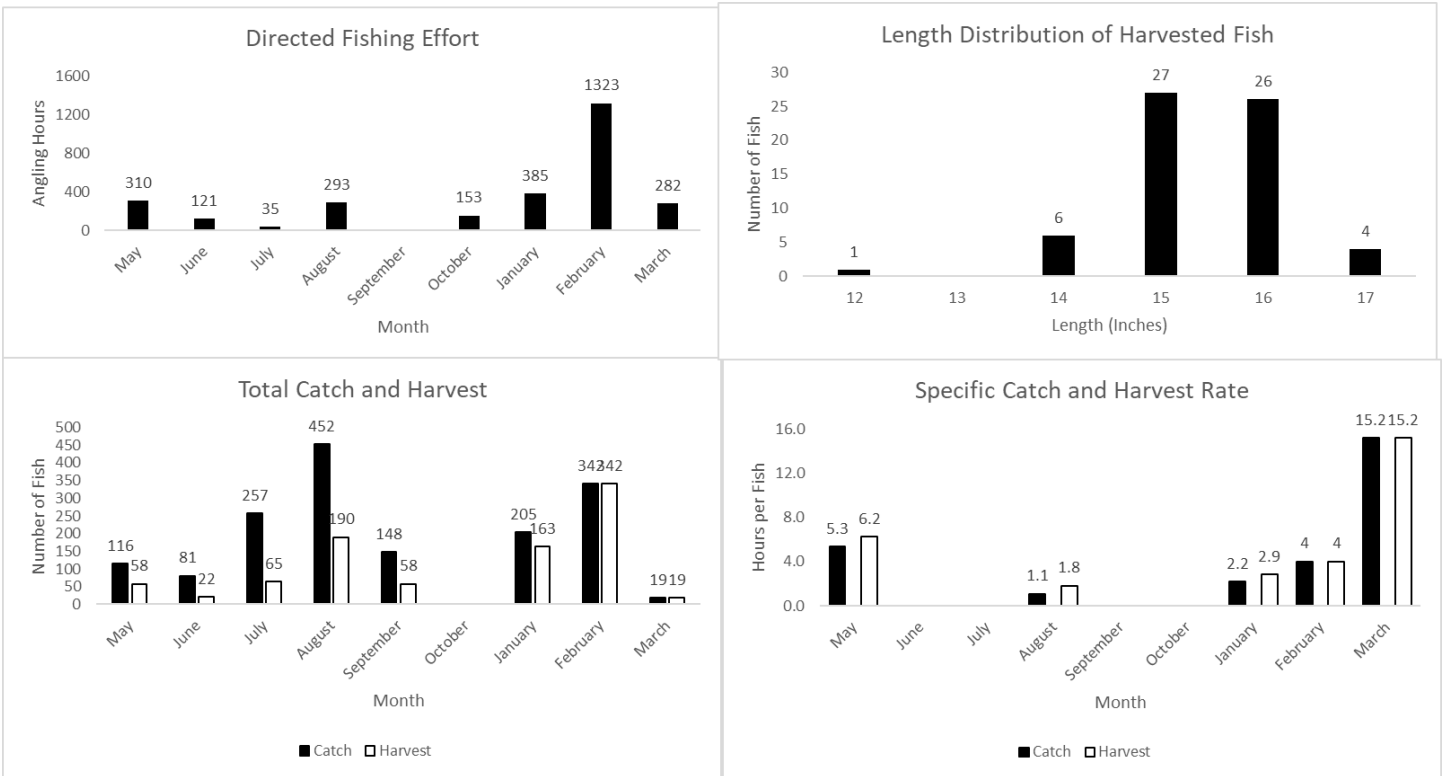 Directed Fishing Effort
1600
1200
800
400
0
Angling Hours
310
121
35
293
153
385
1323
282
May
June
July
August
September
October
January
February
March
Month
Length Distribution of Harvested Fish
30
25
20
15
10
5
0
Number of Fish
1
6
27
26
4
12
13
14
15
16
17
Length (Inches)
Total Catch and Harvest
500
450
400
350
300
250
200
150
100
50
0
Number of Fish
116
58
81
22
257
65
452
190
148
58
205
163
342
342
19
19
May
June
July
August
September
October
January
February
March
Month
Catch
Harvest
Specific Catch and Harvest Rate
16.0
12.0
8.0
4.0
0.0
Hours per Fish
5.3
6.2
1.1
1.8
2.2
2.9
4
4
15.2
15.2
May
June
July
August
September
October
January
February
March
Month
Catch
Harvest